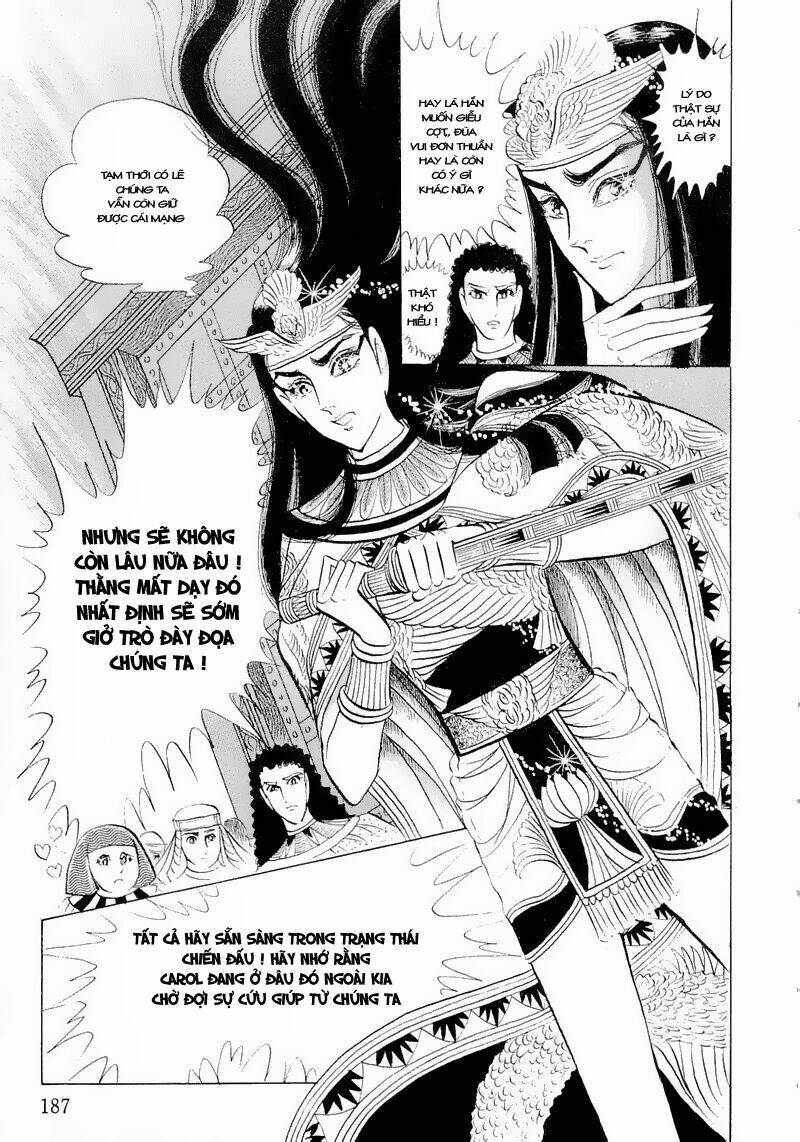 LÝ DO
THẬT SỰ
CỦA HẮN
LÀ GÌ ?
HAY LÀ HẮN
MUỐN GIỄU
CỢT, ĐÙA
VUI ĐƠN THUẦN
HAY LÀ CÒN
CÓ Ý GÌ
KHÁC NỮA ?
THẬT
KHÓ
HIỂU !
TẠM THỜI CÓ LẼ
CHÚNG TA
VẪN CÒN GIỮ
ĐƯỢC CÁI MẠNG
NHƯNG SẼ KHÔNG
CÒN LÂU NỮA ĐÂU !
THẰNG MẤT DẠY ĐÓ
NHẤT ĐỊNH SẼ SỚM
GIỞ TRÒ ĐÀY ĐỌA
CHÚNG TA !
TẤT CẢ HÃY SẴN SÀNG TRONG TRẠNG THÁI
CHIẾN ĐẤU ! HÃY NHỚ RẰNG
CAROL ĐANG Ở ĐÂU ĐÓ NGOÀI KIA
CHỜ ĐỢI SỰ CỨU GIÚP TỪ CHÚNG TA
187